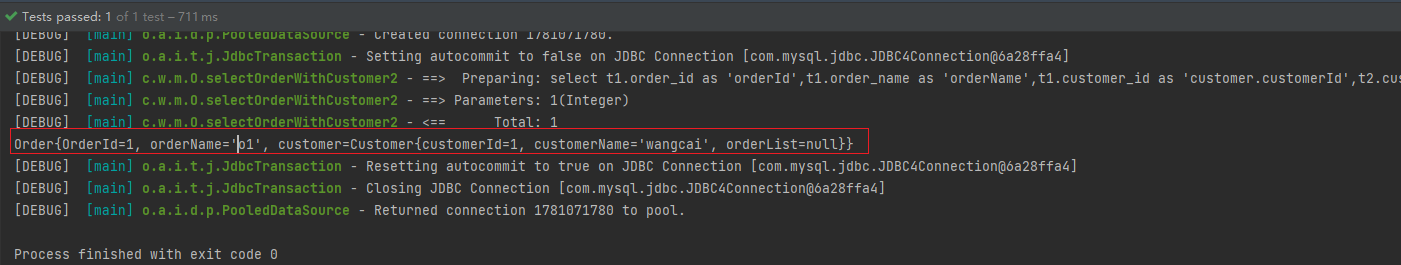 Tests passed: 1 of 1 test – 711 ms
[DEBUG] [main] o.a.i.d.p.PooledDataSource - Created connection 1781071780.
[DEBUG] [main] o.a.i.t.j.JdbcTransaction - Setting autocommit to false on JDBC Connection [com.mysql.jdbc.JDBC4Connection@6a28ffa4]
[DEBUG] [main] c.w.m.O.selectOrderWithCustomer2 - ==>  Preparing: select t1.order_id as 'orderId',t1.order_name as 'orderName',t1.customer_id as 'customer.customerId',t2.cus
[DEBUG] [main] c.w.m.O.selectOrderWithCustomer2 - ==> Parameters: 1(Integer)
[DEBUG] [main] c.w.m.O.selectOrderWithCustomer2 - <==      Total: 1
Order{OrderId=1, orderName='o1', customer=Customer{customerId=1, customerName='wangcai', orderList=null}}
[DEBUG] [main] o.a.i.t.j.JdbcTransaction - Resetting autocommit to true on JDBC Connection [com.mysql.jdbc.JDBC4Connection@6a28ffa4]
[DEBUG] [main] o.a.i.t.j.JdbcTransaction - Closing JDBC Connection [com.mysql.jdbc.JDBC4Connection@6a28ffa4]
[DEBUG] [main] o.a.i.d.p.PooledDataSource - Returned connection 1781071780 to pool.
Process finished with exit code 0